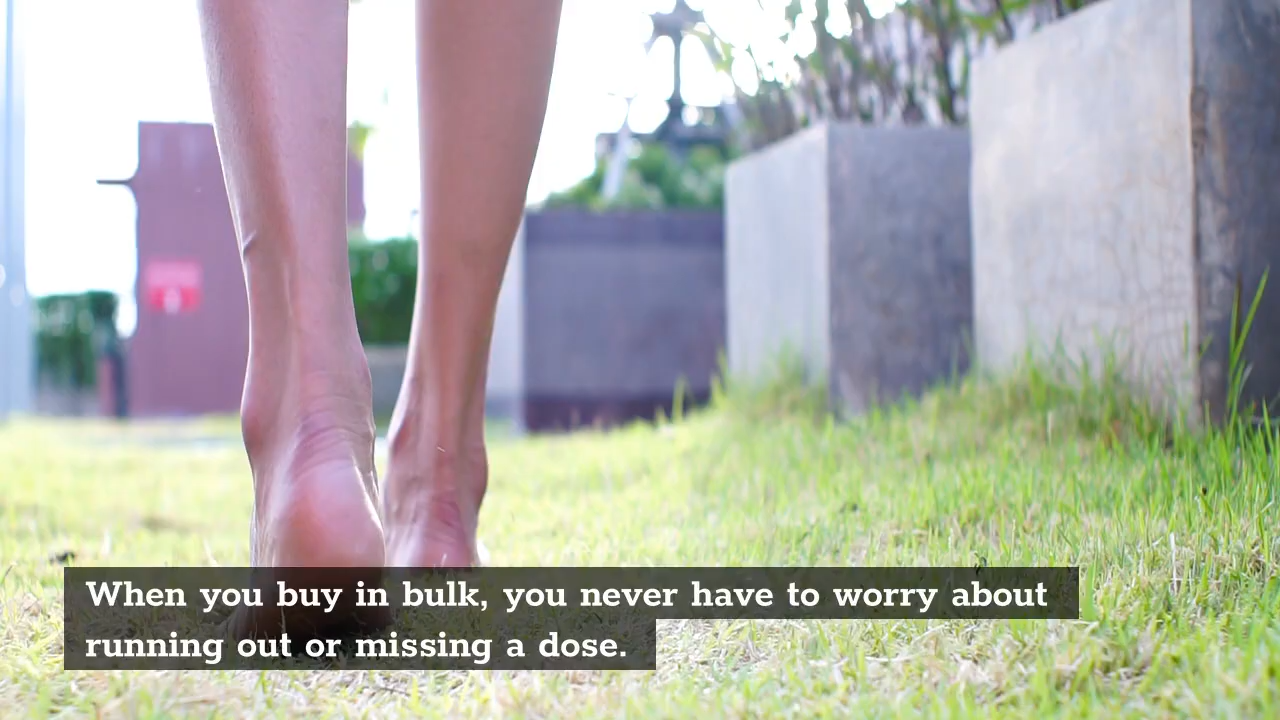 When you buy in bulk, you never have to worry about
running out or missing a dose.